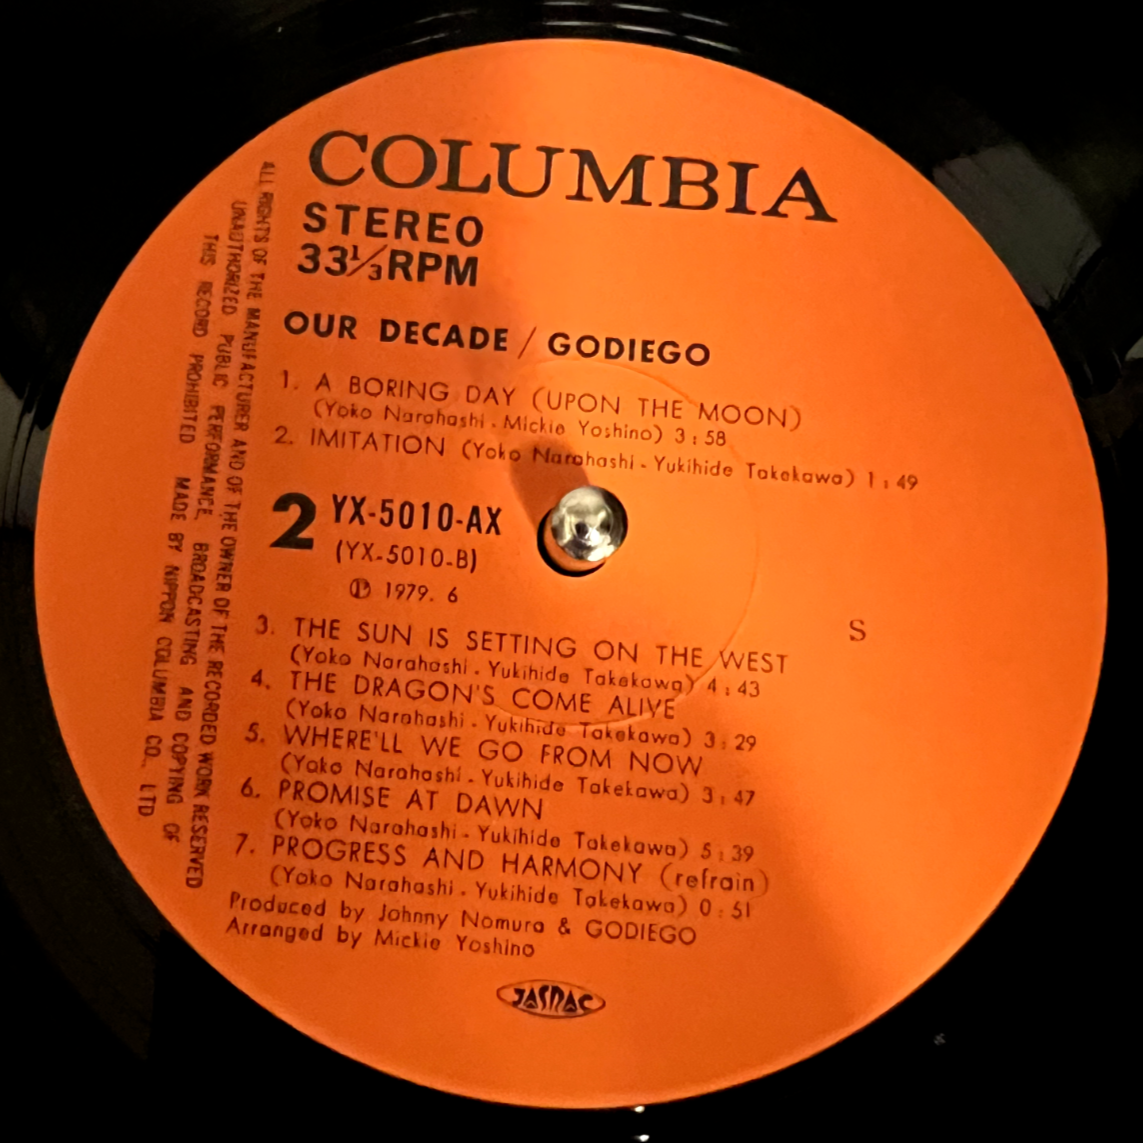 COLUMBIA
STEREO
33 1/3 RPM
OUR DECADE / GODIEGO
1. A BORING DAY (UPON THE MOON)
(Yoko Narahashi . Mickie Yoshino) 3 : 58
2. IMITATION (Yoko Narahashi . Yukihide Takekawa) 1 : 49
2 YX-5010-AX
(YX-5010-B)
Ⓟ 1979. 6
S
3. THE SUN IS SETTING ON THE WEST
(Yoko Narahashi . Yukihide Takekawa) 4 : 43
4. THE DRAGON'S COME ALIVE
(Yoko Narahashi . Yukihide Takekawa) 3 : 29
5. WHERE'LL WE GO FROM NOW
(Yoko Narahashi . Yukihide Takekawa) 3 : 47
6. PROMISE AT DAWN
(Yoko Narahashi . Yukihide Takekawa) 5 : 39
7. PROGRESS AND HARMONY (refrain)
(Yoko Narahashi . Yukihide Takekawa) 0 : 51
Produced by Johnny Nomura & GODIEGO
Arranged by Mickie Yoshino
JASRAC
ALL RIGHTS OF THE MANUFACTURER AND OF THE OWNER OF THE RECORDED WORK RESERVED
UNAUTHORIZED PUBLIC PERFORMANCE, BROADCASTING AND COPYING OF
THIS RECORD PROHIBITED MADE BY NIPPON COLUMBIA CO., LTD